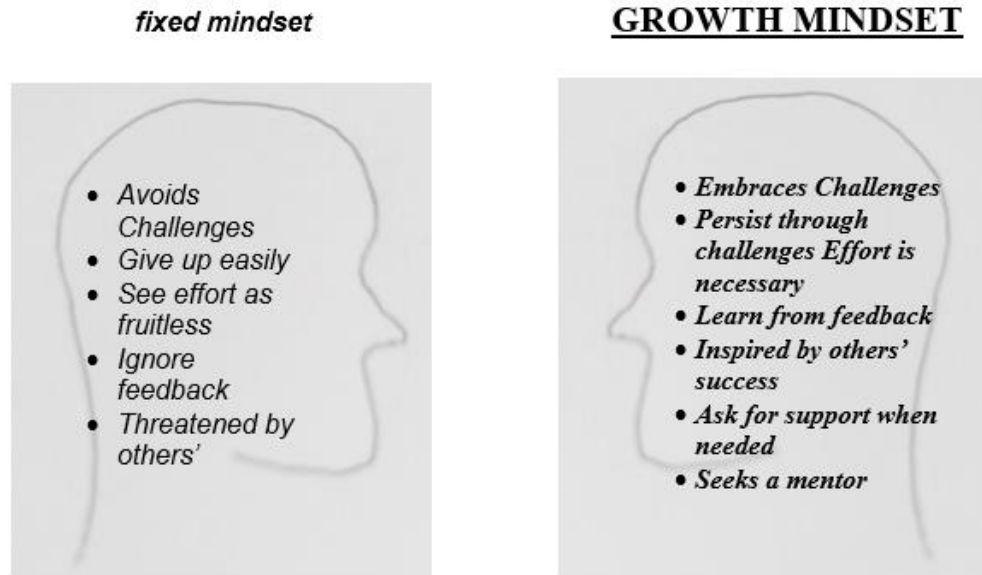 fixed mindset
GROWTH MINDSET
• Avoids
Challenges
• Give up easily
• See effort as
fruitless
• Ignore
feedback
• Threatened by
others’
• Embraces Challenges
• Persist through
challenges Effort is
necessary
• Learn from feedback
• Inspired by others’
success
• Ask for support when
needed
• Seeks a mentor